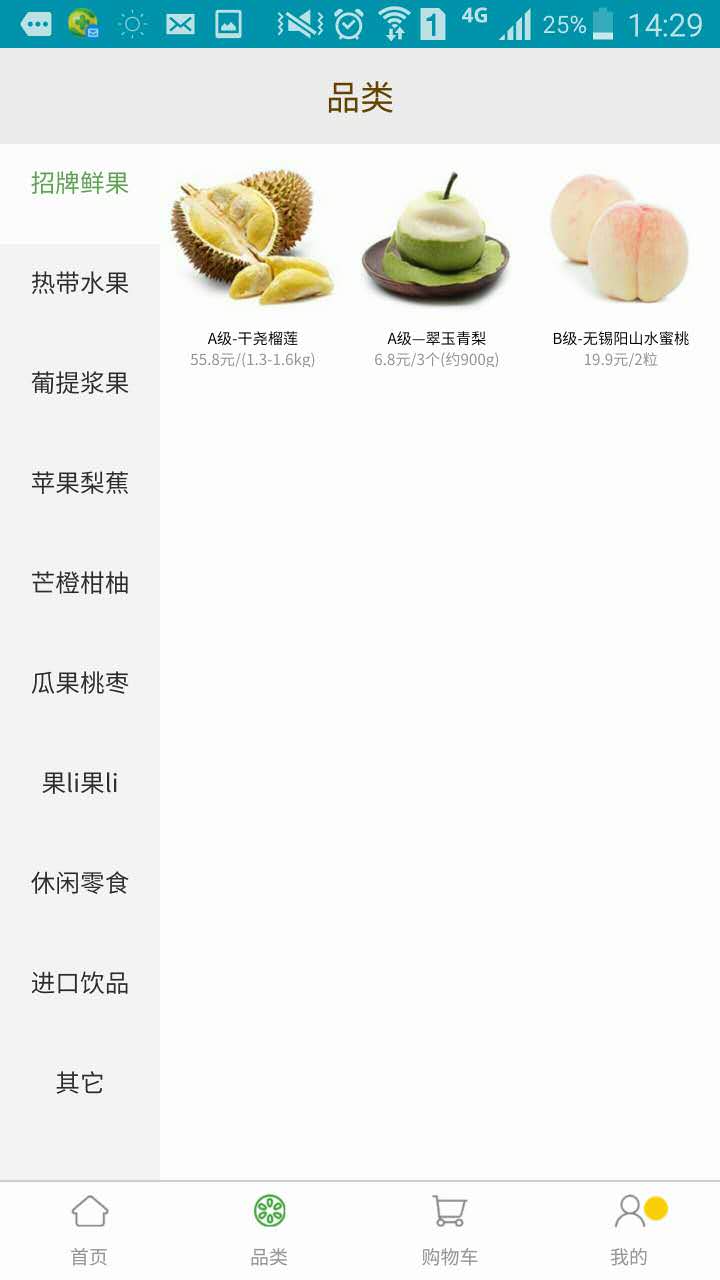 4G
1
25%
14:29
品类
招牌鲜果
热带水果
葡提浆果
苹果梨蕉
芒橙柑柚
瓜果桃枣
果li果li
休闲零食
进口饮品
其它
A级-干尧榴莲
55.8元/(1.3-1.6kg)
A级—翠玉青梨
6.8元/3个(约900g)
B级-无锡阳山水蜜桃
19.9元/2粒
首页
品类
购物车
我的